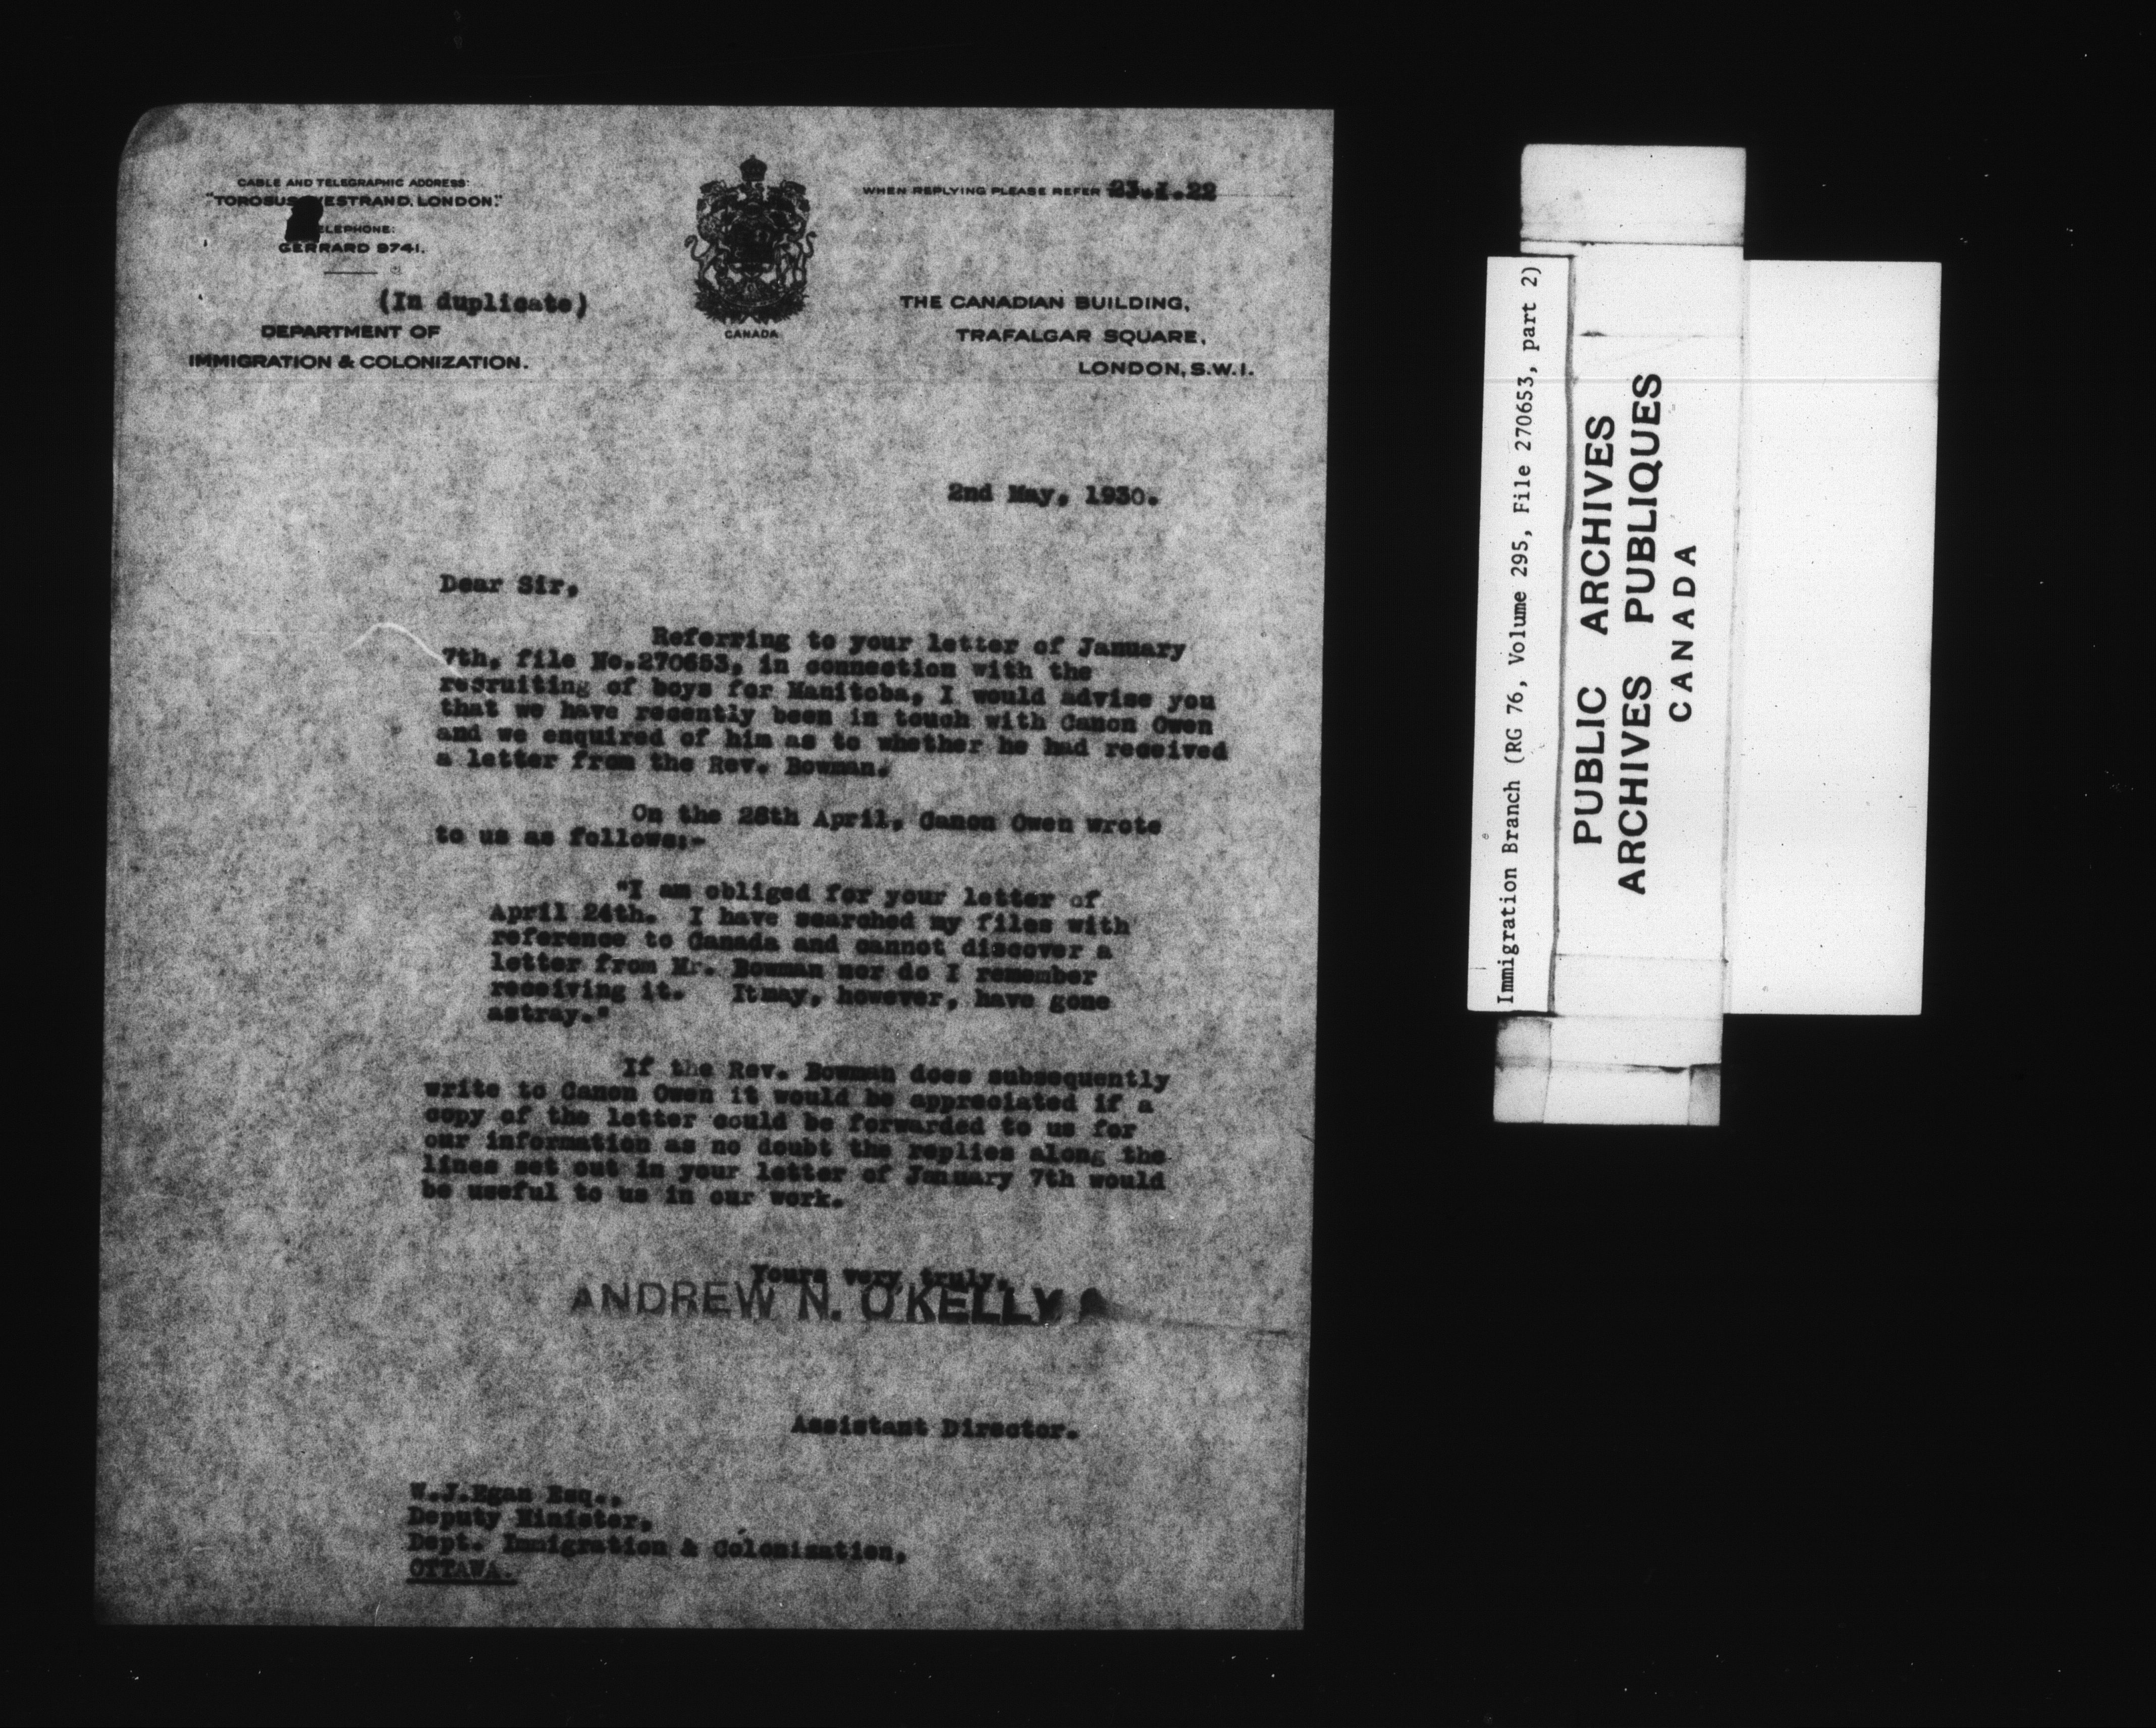 CABLE AND TELEGRAPHIC ADDRESS:
"TOROBUS WESTRAND, LONDON."
TELEPHONE:
GERRARD 9741.
(In duplicate)
DEPARTMENT OF
IMMIGRATION & COLONIZATION.
CANADA
WHEN REPLYING PLEASE REFER 23.I.22
THE CANADIAN BUILDING,
TRAFALGAR SQUARE,
LONDON, S.W.I.
2nd May, 1930.
Dear Sir,
Referring to your letter of January
7th, file No.270653, in connection with the
recruiting of boys for Manitoba, I would advise you
that we have recently been in touch with Canon Owen
and we enquired of him as to whether he had received
a letter from the Rev. Bowman.
On the 28th April, Canon Owen wrote
to us as follows:-
"I am obliged for your letter of
April 24th. I have searched my files with
reference to Canada and cannot discover a
letter from Mr. Bowman nor do I remember
receiving it. Itmay, however, have gone
astray."
If the Rev. Bowman does subsequently
write to Canon Owen it would be appreciated if a
copy of the letter could be forwarded to us for
our information as no doubt the replies along the
lines set out in your letter of January 7th would
be useful to us in our work.
Yours very truly,
ANDREW N. O'KELLY
Assistant Director.
W.J.Egan Esq.,
Deputy Minister,
Dept. Immigration & Colonization,
OTTAWA.
Immigration Branch (RG 76, Volume 295, File 270653, part 2)
PUBLIC ARCHIVES
ARCHIVES PUBLIQUES
CANADA